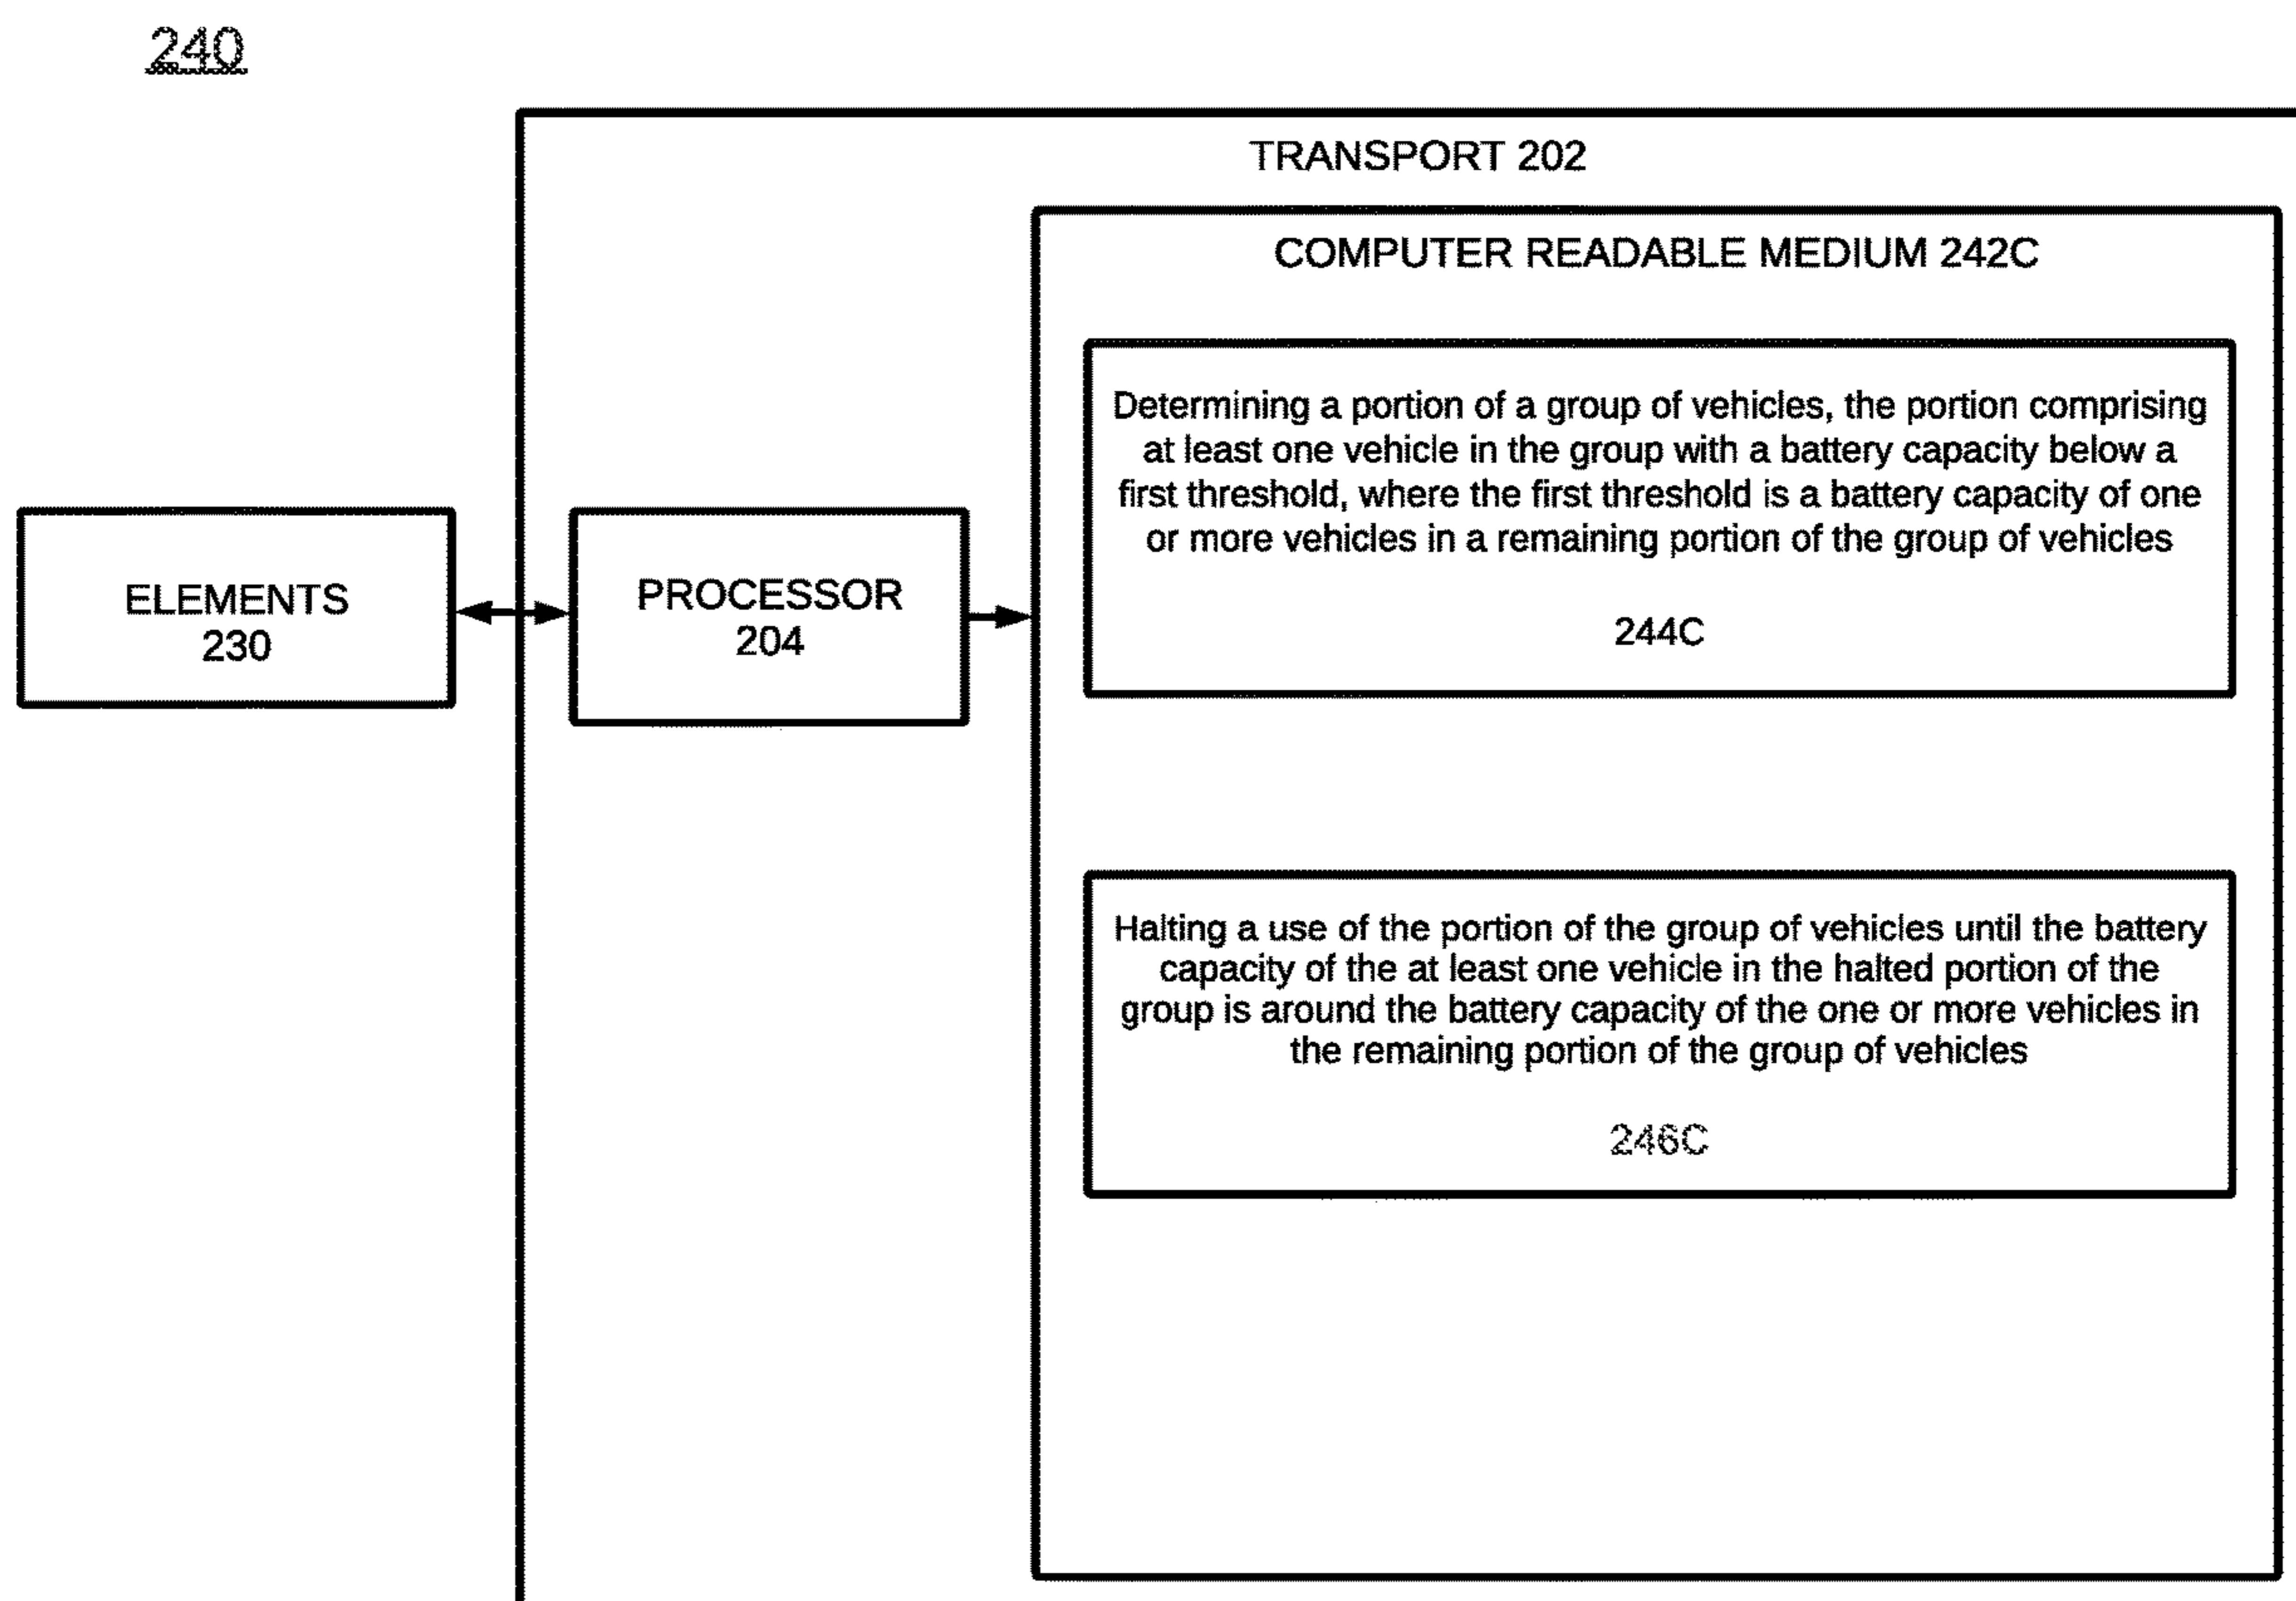 240
TRANSPORT 202
COMPUTER READABLE MEDIUM 242C
Determining a portion of a group of vehicles, the portion comprising
at least one vehicle in the group with a battery capacity below a
first threshold, where the first threshold is a battery capacity of one
or more vehicles in a remaining portion of the group of vehicles
244C
ELEMENTS
230
PROCESSOR
204
Halting a use of the portion of the group of vehicles until the battery
capacity of the at least one vehicle in the halted portion of the
group is around the battery capacity of the one or more vehicles in
the remaining portion of the group of vehicles
246C